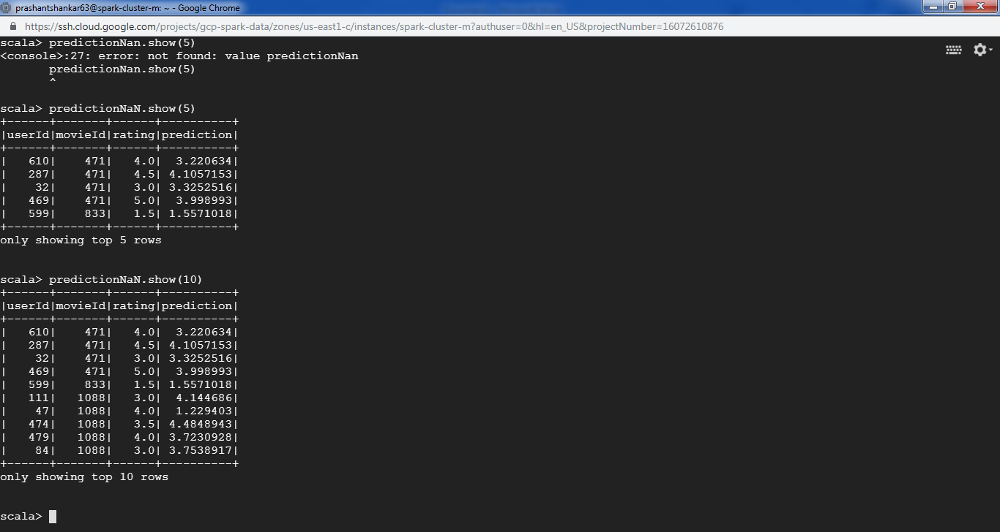 prashantshankar63@spark-cluster-m: ~ - Google Chrome
https://ssh.cloud.google.com/projects/gcp-spark-data/zones/us-east1-c/instances/spark-cluster-m?authuser=0&hl=en_US&projectNumber=16072610876
scala> predictionNan.show(5)
<console>:27: error: not found: value predictionNan
       predictionNan.show(5)
       ^
scala> predictionNaN.show(5)
+------+-------+------+----------+
|userId|movieId|rating|prediction|
+------+-------+------+----------+
|   610|    471|   4.0|  3.220634|
|   287|    471|   4.5| 4.1057153|
|    32|    471|   3.0| 3.3252516|
|   469|    471|   5.0|  3.998993|
|   599|    833|   1.5| 1.5571018|
+------+-------+------+----------+
only showing top 5 rows
scala> predictionNaN.show(10)
+------+-------+------+----------+
|userId|movieId|rating|prediction|
+------+-------+------+----------+
|   610|    471|   4.0|  3.220634|
|   287|    471|   4.5| 4.1057153|
|    32|    471|   3.0| 3.3252516|
|   469|    471|   5.0|  3.998993|
|   599|    833|   1.5| 1.5571018|
|   111|   1088|   3.0|  4.144686|
|    47|   1088|   4.0|  1.229403|
|   474|   1088|   3.5| 4.4848943|
|   479|   1088|   4.0| 3.7230928|
|    84|   1088|   3.0| 3.7538917|
+------+-------+------+----------+
only showing top 10 rows
scala>